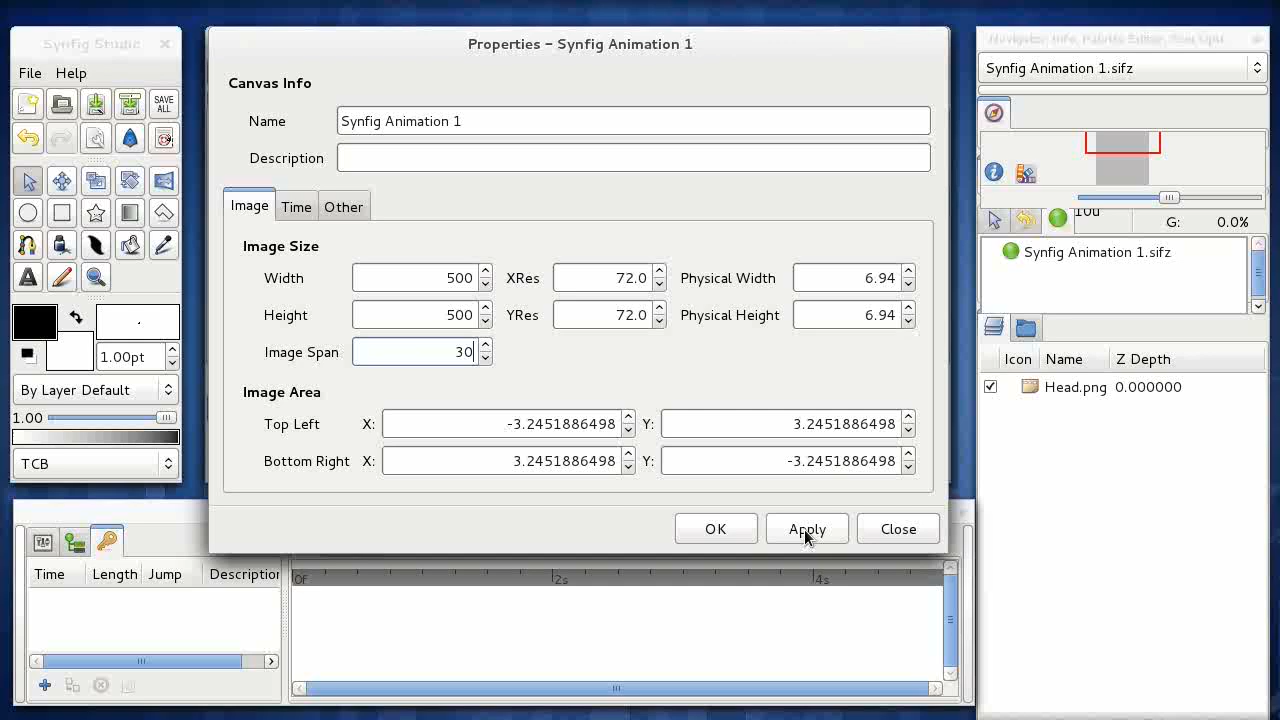 Synfig Studio
File Help
SAVE ALL
1.00pt
By Layer Default
1.00
TCB
Properties - Synfig Animation 1
Canvas Info
Name Synfig Animation 1
Description
Image Time Other
Image Size
Width 500 XRes 72.0 Physical Width 6.94
Height 500 YRes 72.0 Physical Height 6.94
Image Span 30
Image Area
Top Left X: -3.2451886498 Y: 3.2451886498
Bottom Right X: 3.2451886498 Y: -3.2451886498
OK Apply Close
Time Length Jump Description
0F 2s 4s
Synfig Animation 1.sifz
G: 0.0%
Synfig Animation 1.sifz
Icon Name Z Depth
Head.png 0.000000